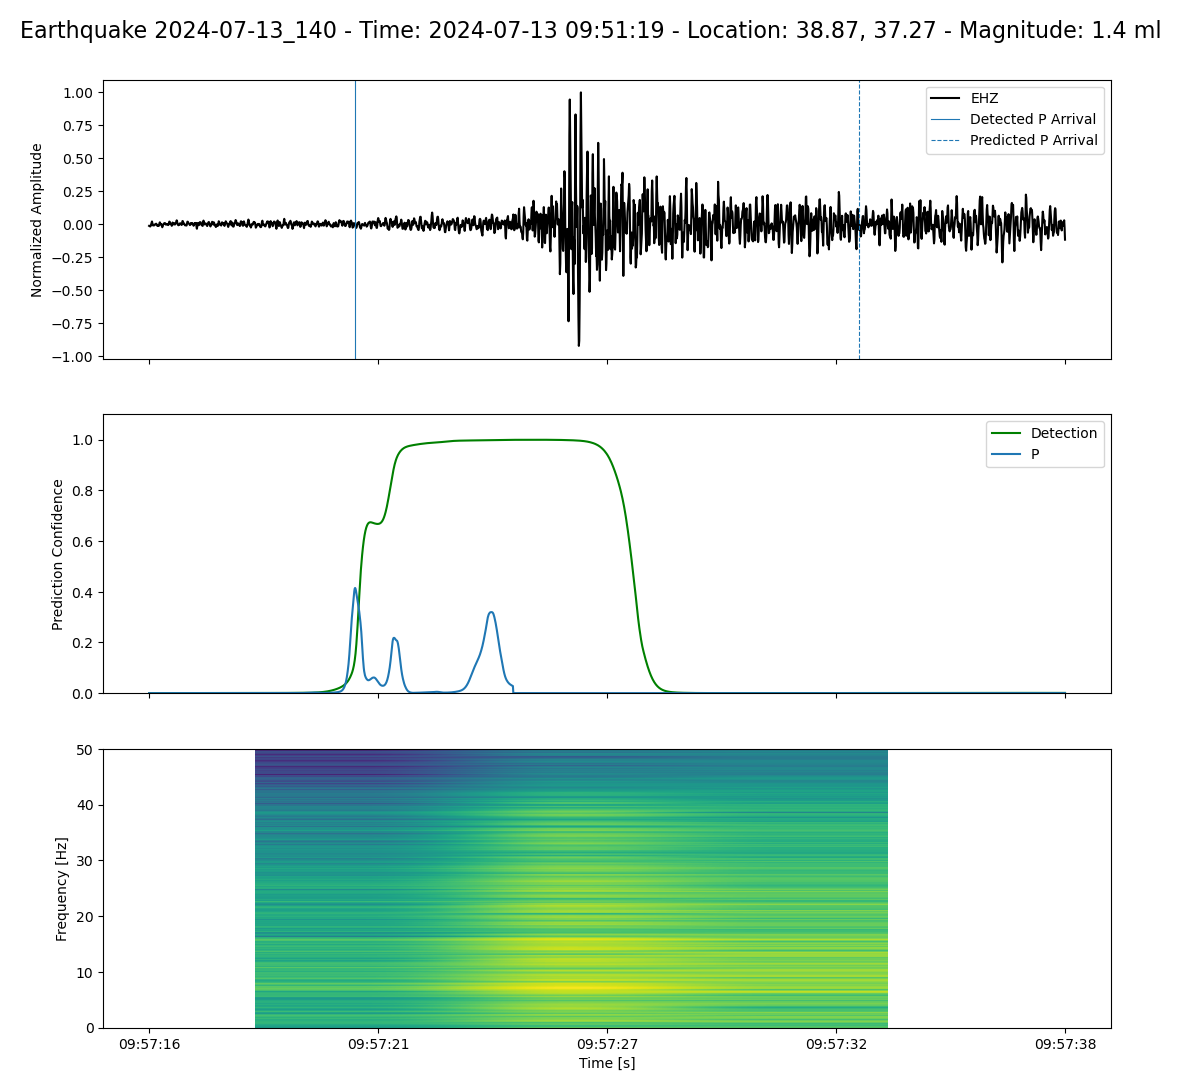 Earthquake 2024-07-13_140 - Time: 2024-07-13 09:51:19 - Location: 38.87, 37.27 - Magnitude: 1.4 ml
Normalized Amplitude
1.00
0.75
0.50
0.25
0.00
−0.25
−0.50
−0.75
−1.00
EHZ
Detected P Arrival
Predicted P Arrival
Prediction Confidence
1.0
0.8
0.6
0.4
0.2
0.0
Detection
P
Frequency [Hz]
50
40
30
20
10
0
09:57:16
09:57:21
09:57:27
09:57:32
09:57:38
Time [s]